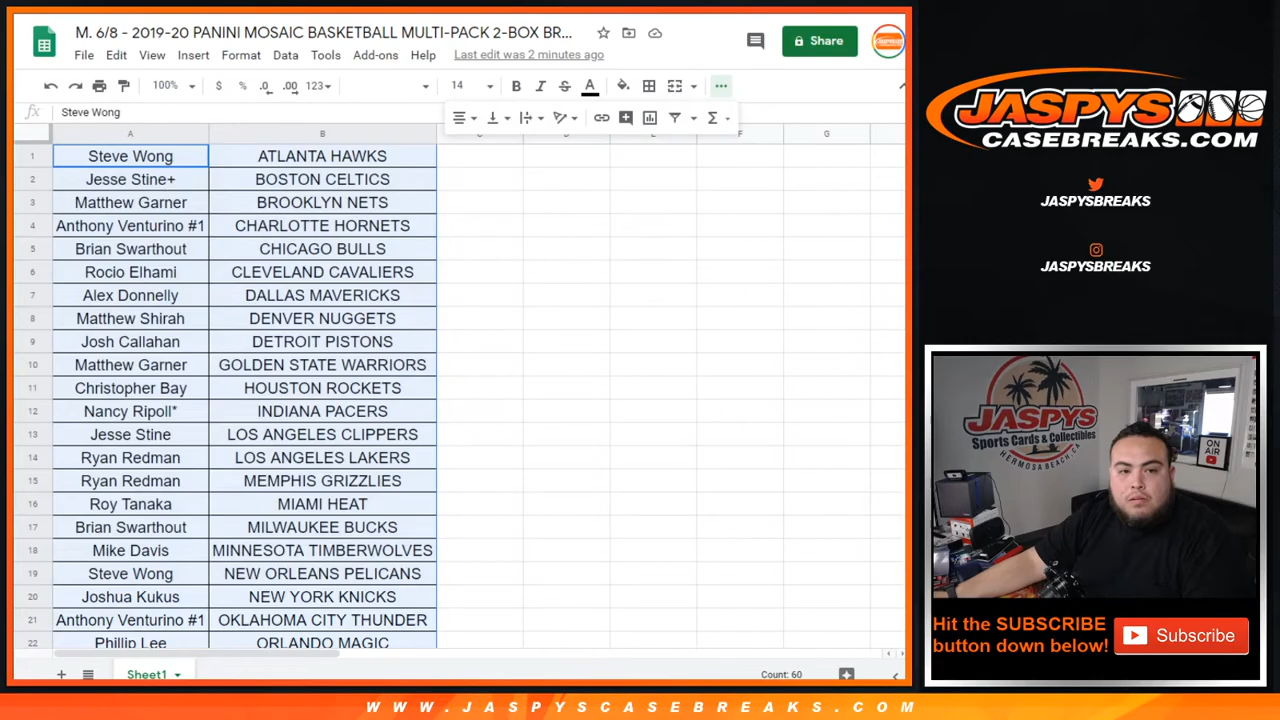 M. 6/8 - 2019-20 PANINI MOSAIC BASKETBALL MULTI-PACK 2-BOX BR...
File Edit View Insert Format Data Tools Add-ons Help Last edit was 2 minutes ago
Share
100% $ % .0 .00 123 14 B I S A
fx Steve Wong
A B C D E F G
1 Steve Wong ATLANTA HAWKS
2 Jesse Stine+ BOSTON CELTICS
3 Matthew Garner BROOKLYN NETS
4 Anthony Venturino #1 CHARLOTTE HORNETS
5 Brian Swarthout CHICAGO BULLS
6 Rocio Elhami CLEVELAND CAVALIERS
7 Alex Donnelly DALLAS MAVERICKS
8 Matthew Shirah DENVER NUGGETS
9 Josh Callahan DETROIT PISTONS
10 Matthew Garner GOLDEN STATE WARRIORS
11 Christopher Bay HOUSTON ROCKETS
12 Nancy Ripoll* INDIANA PACERS
13 Jesse Stine LOS ANGELES CLIPPERS
14 Ryan Redman LOS ANGELES LAKERS
15 Ryan Redman MEMPHIS GRIZZLIES
16 Roy Tanaka MIAMI HEAT
17 Brian Swarthout MILWAUKEE BUCKS
18 Mike Davis MINNESOTA TIMBERWOLVES
19 Steve Wong NEW ORLEANS PELICANS
20 Joshua Kukus NEW YORK KNICKS
21 Anthony Venturino #1 OKLAHOMA CITY THUNDER
22 Phillip Lee ORLANDO MAGIC
Sheet1
Count: 60
JASPYS
CASEBREAKS.COM
JASPYSBREAKS
JASPYSBREAKS
JASPYS
Sports Cards & Collectibles
HERMOSA BEACH, CA
ON AIR
Hit the SUBSCRIBE
button down below!
Subscribe
WWW.JASPYSCASEBREAKS.COM